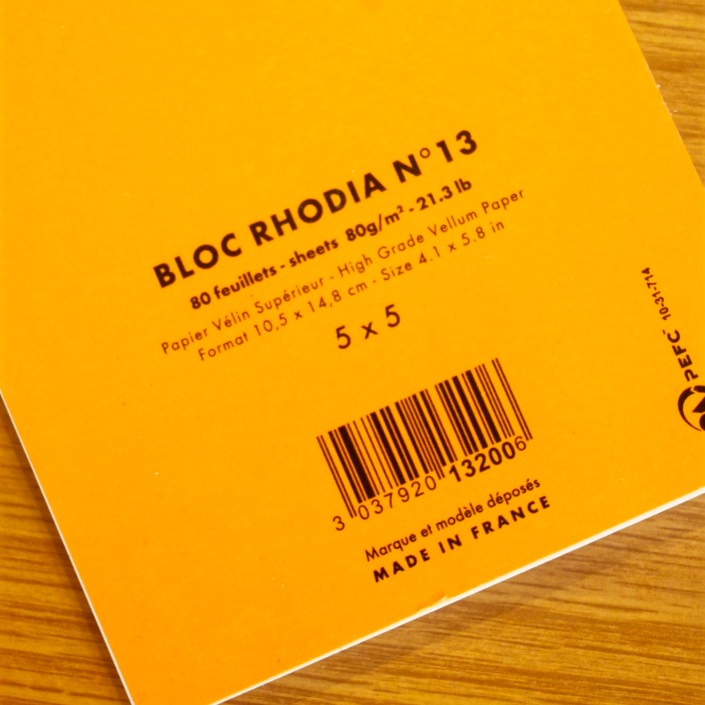 BLOC RHODIA N° 13
80 feuillets - sheets 80g/m² - 21.3 lb
Papier Vélin Supérieur - High Grade Vellum Paper
Format 10,5 x 14,8 cm - Size 4.1 x 5.8 in
5 x 5
3 037920 132006
Marque et modèle déposés
MADE IN FRANCE
PEFC 10-31-714